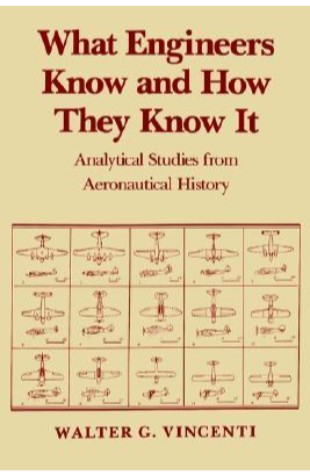 What Engineers
Know and How
They Know It
Analytical Studies from
Aeronautical History
WALTER G. VINCENTI